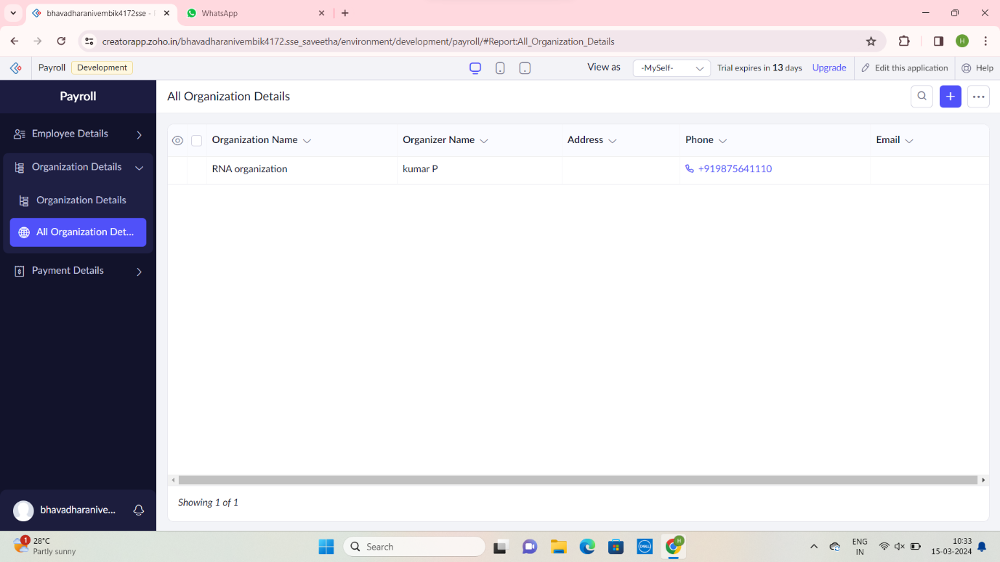 bhavadharanivembik4172sse -
WhatsApp
creatorapp.zoho.in/bhavadharanivembik4172.sse_saveetha/environment/development/payroll/#Report:All_Organization_Details
H
Payroll
Development
View as
-MySelf-
Trial expires in 13 days
Upgrade
Edit this application
Help
Payroll
All Organization Details
Employee Details
Organization Details
Organization Details
All Organization Det...
Payment Details
Organization Name
Organizer Name
Address
Phone
Email
RNA organization
kumar P
+919875641110
Showing 1 of 1
bhavadharanive...
1
28°C
Partly sunny
Search
DELL
H
ENG
IN
10:33
15-03-2024